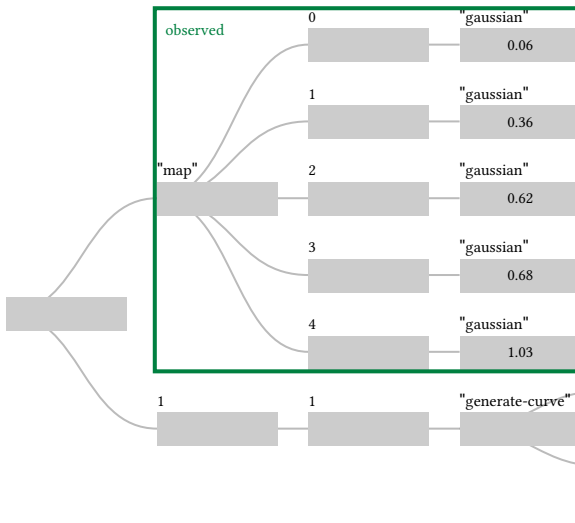 observed
0
"gaussian"
0.06
1
"gaussian"
0.36
"map"
2
"gaussian"
0.62
3
"gaussian"
0.68
4
"gaussian"
1.03
1
1
"generate-curve"